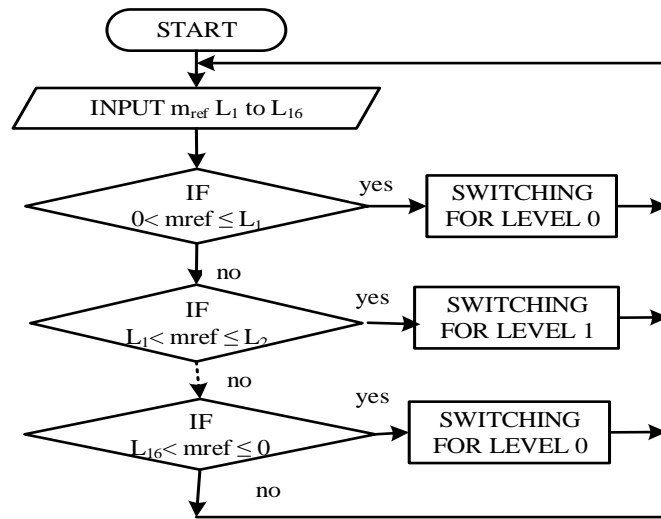 START
INPUT mref L1 to L16
IF
0< mref ≤ L1
yes
SWITCHING
FOR LEVEL 0
no
IF
L1< mref ≤ L2
yes
SWITCHING
FOR LEVEL 1
no
IF
L16< mref ≤ 0
yes
SWITCHING
FOR LEVEL 0
no